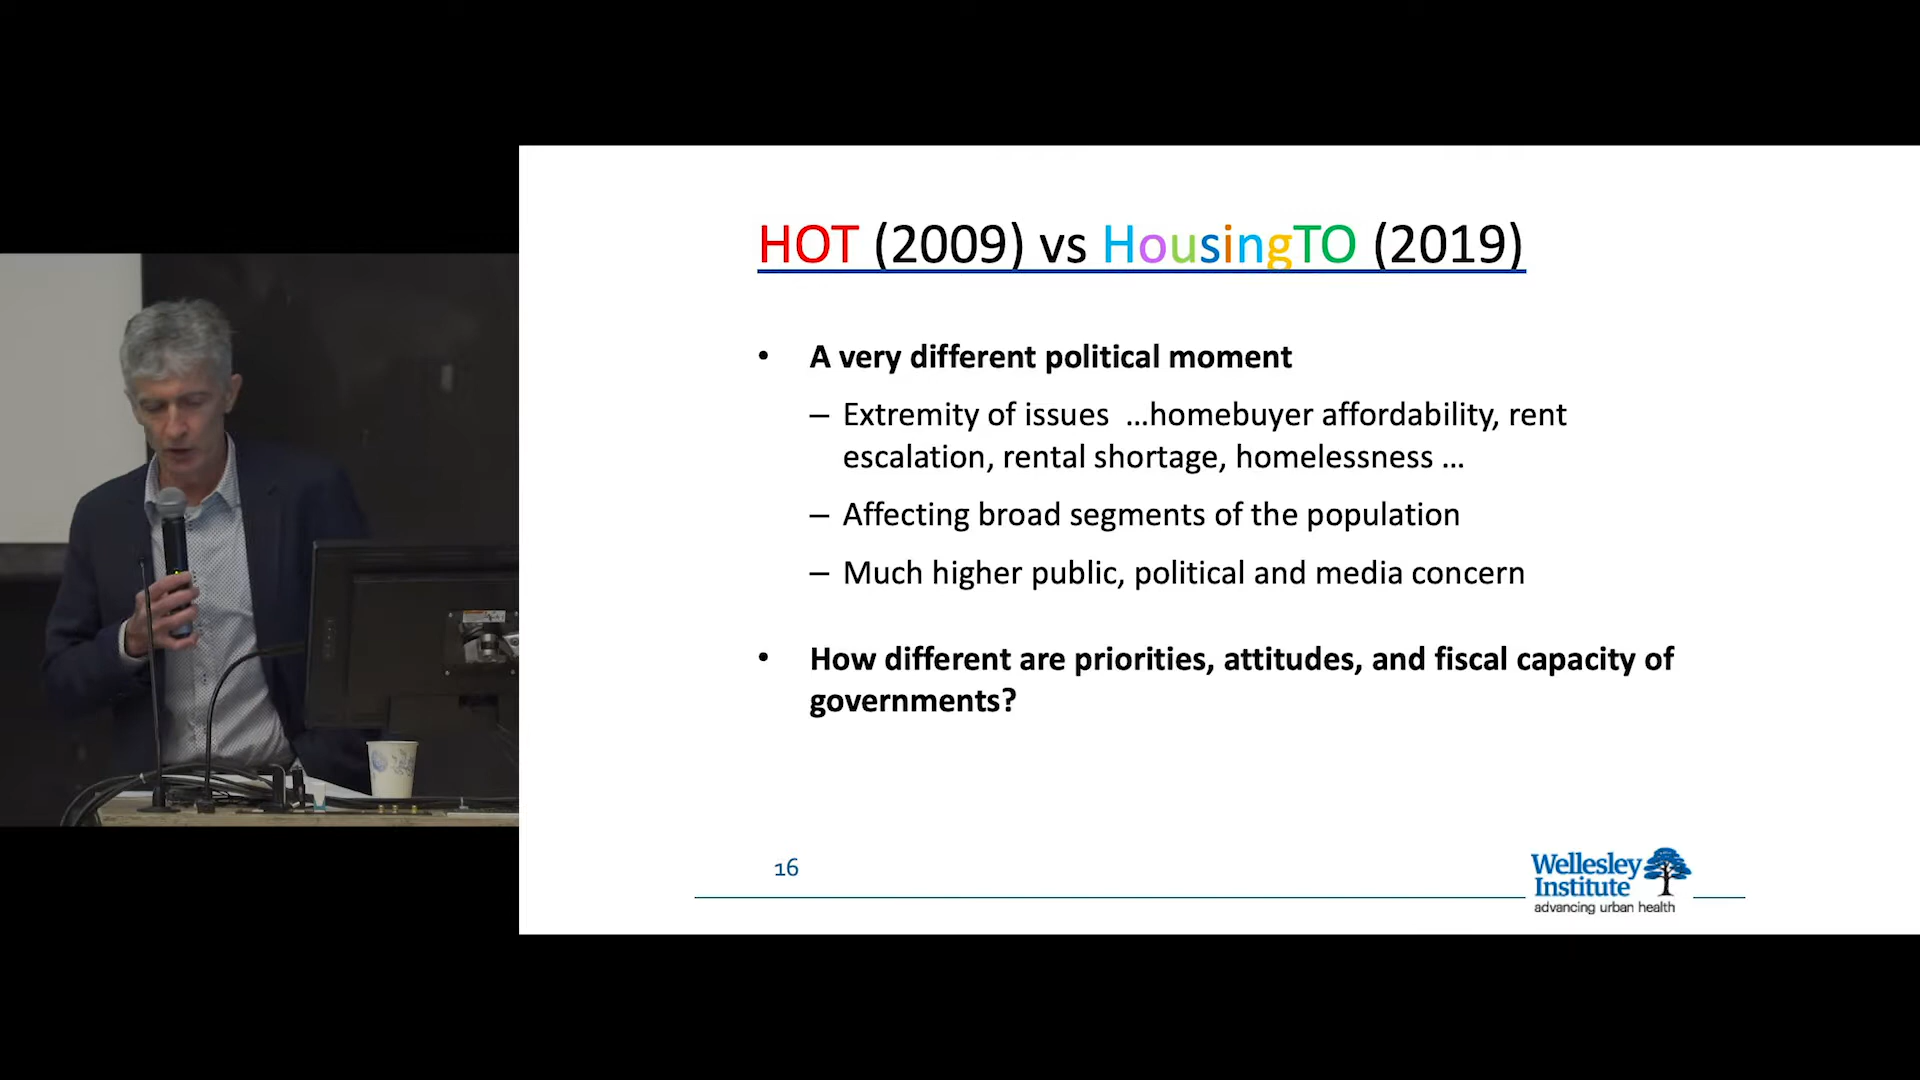 HOT (2009) vs HousingTO (2019)
• A very different political moment
– Extremity of issues …homebuyer affordability, rent
escalation, rental shortage, homelessness …
– Affecting broad segments of the population
– Much higher public, political and media concern
• How different are priorities, attitudes, and fiscal capacity of
governments?
16
Wellesley
Institute
advancing urban health